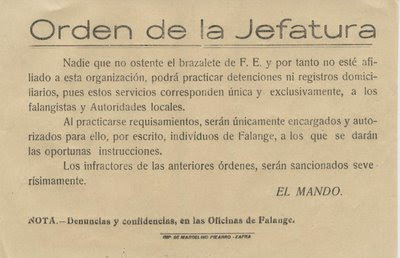 Orden de la Jefatura
Nadie que no ostente el brazalete de F. E. y por tanto no esté afi-
liado a esta organización, podrá practicar detenciones ni registros domici-
liarios, pues estos servicios corresponden única y exclusivamente, a los
falangistas y Autoridades locales.
Al practicarse requisamientos, serán únicamente encargados y auto-
rizados para ello, por escrito, individuos de Falange, a los que se darán
las oportunas instrucciones.
Los infractores de las anteriores órdenes, serán sancionados seve-
rísimamente.
EL MANDO.
NOTA.—Denuncias y confidencias, en las Oficinas de Falange.
IMP. DE MARCELINO PIZARRO - ZAFRA